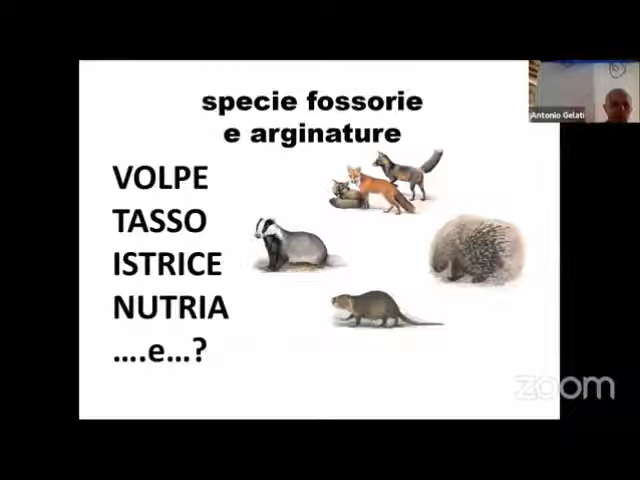 specie fossorie
e arginature
VOLPE
TASSO
ISTRICE
NUTRIA
….e…?
Antonio Gelati
zoom